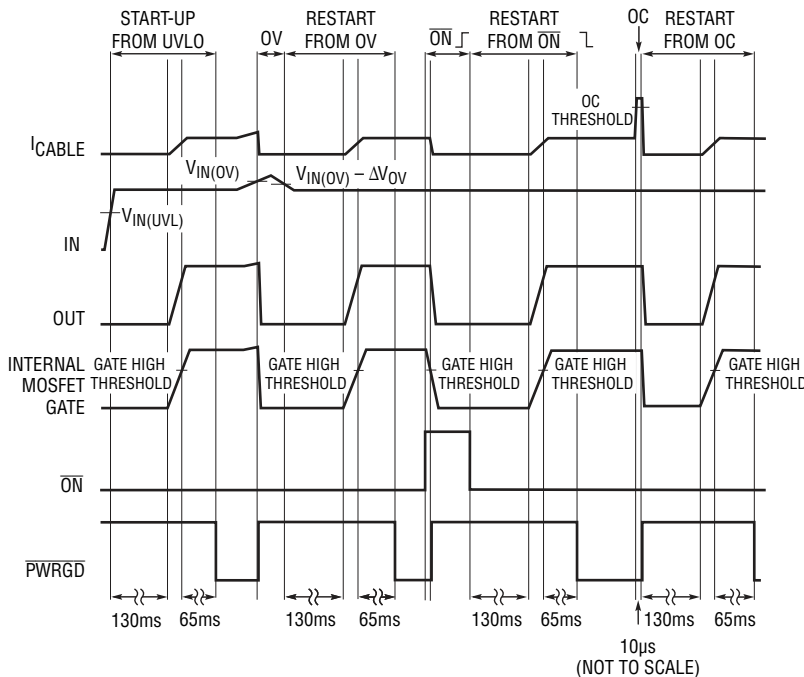 START-UP
FROM UVLO
OV
RESTART
FROM OV
ON
RESTART
FROM ON
OC
RESTART
FROM OC
OC
THRESHOLD
ICABLE
VIN(OV)
VIN(OV) – ΔVOV
VIN(UVL)
IN
OUT
INTERNAL
MOSFET
GATE
GATE HIGH
THRESHOLD
GATE HIGH
THRESHOLD
GATE HIGH
THRESHOLD
GATE HIGH
THRESHOLD
GATE HIGH
THRESHOLD
ON
PWRGD
130ms
65ms
130ms
65ms
130ms
65ms
130ms
65ms
10µs
(NOT TO SCALE)